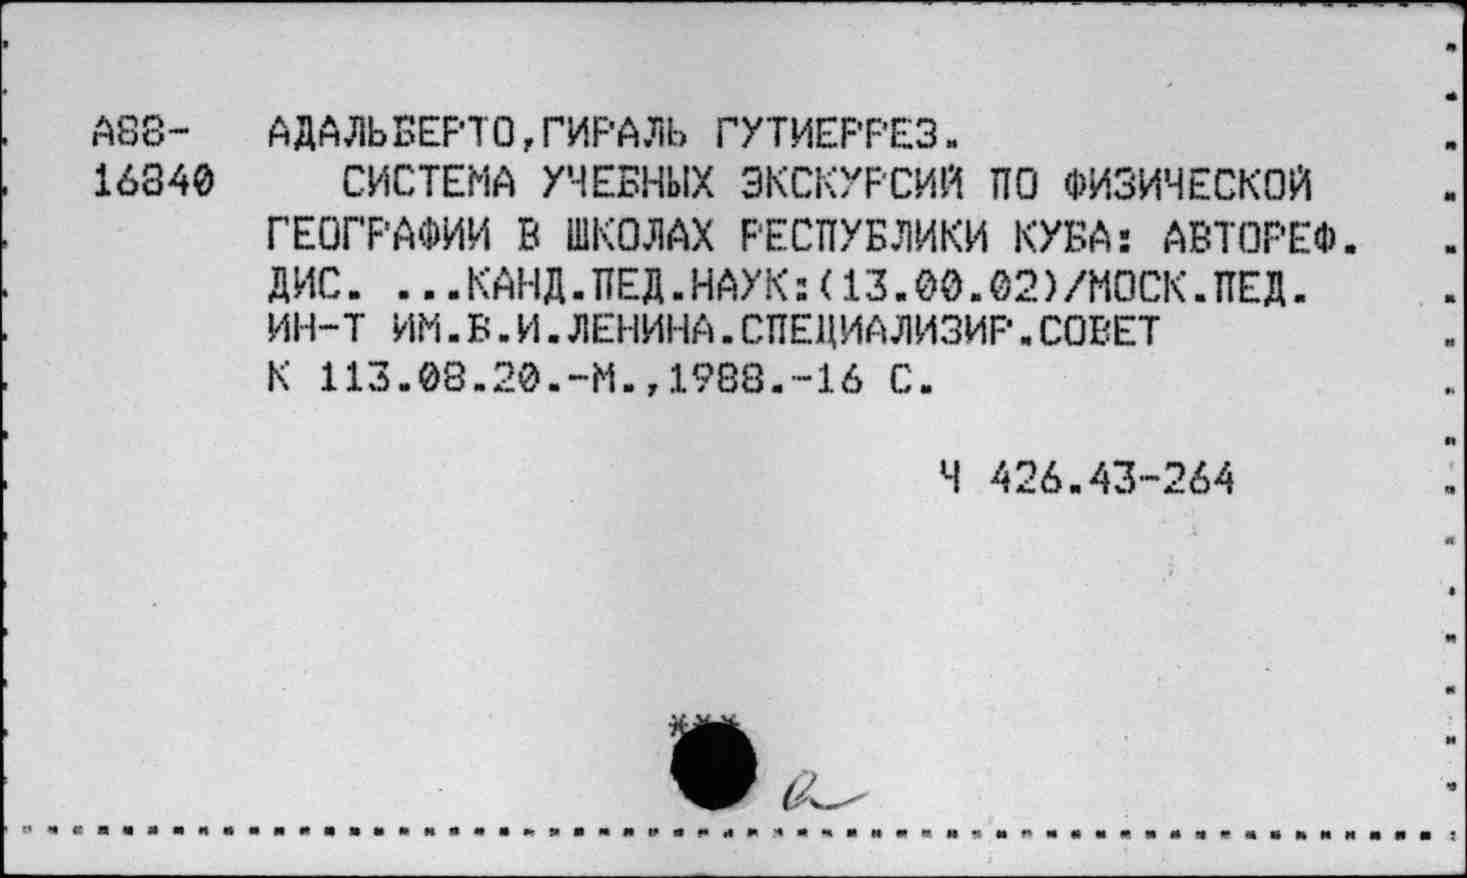 А88- АДАЛЬБЕРТО,ГИРАЛЬ ГУТИЕРРЕЗ.
16840 СИСТЕМА УЧЕБНЫХ ЭКСКУРСИЙ ПО ФИЗИЧЕСКОЙ
ГЕОГРАФИИ В ШКОЛАХ РЕСПУБЛИКИ КУБА: АВТОРЕФ.
ДИС. ...КАНД.ПЕД.НАУК:(13.00.02)/МОСК.ПЕД.
ИН-Т ИМ.В.И.ЛЕНИНА.СПЕЦИАЛИЗИР.СОВЕТ
К 113.08.20.-М.,1988.-16 С.
Ч 426.43-264
***
а